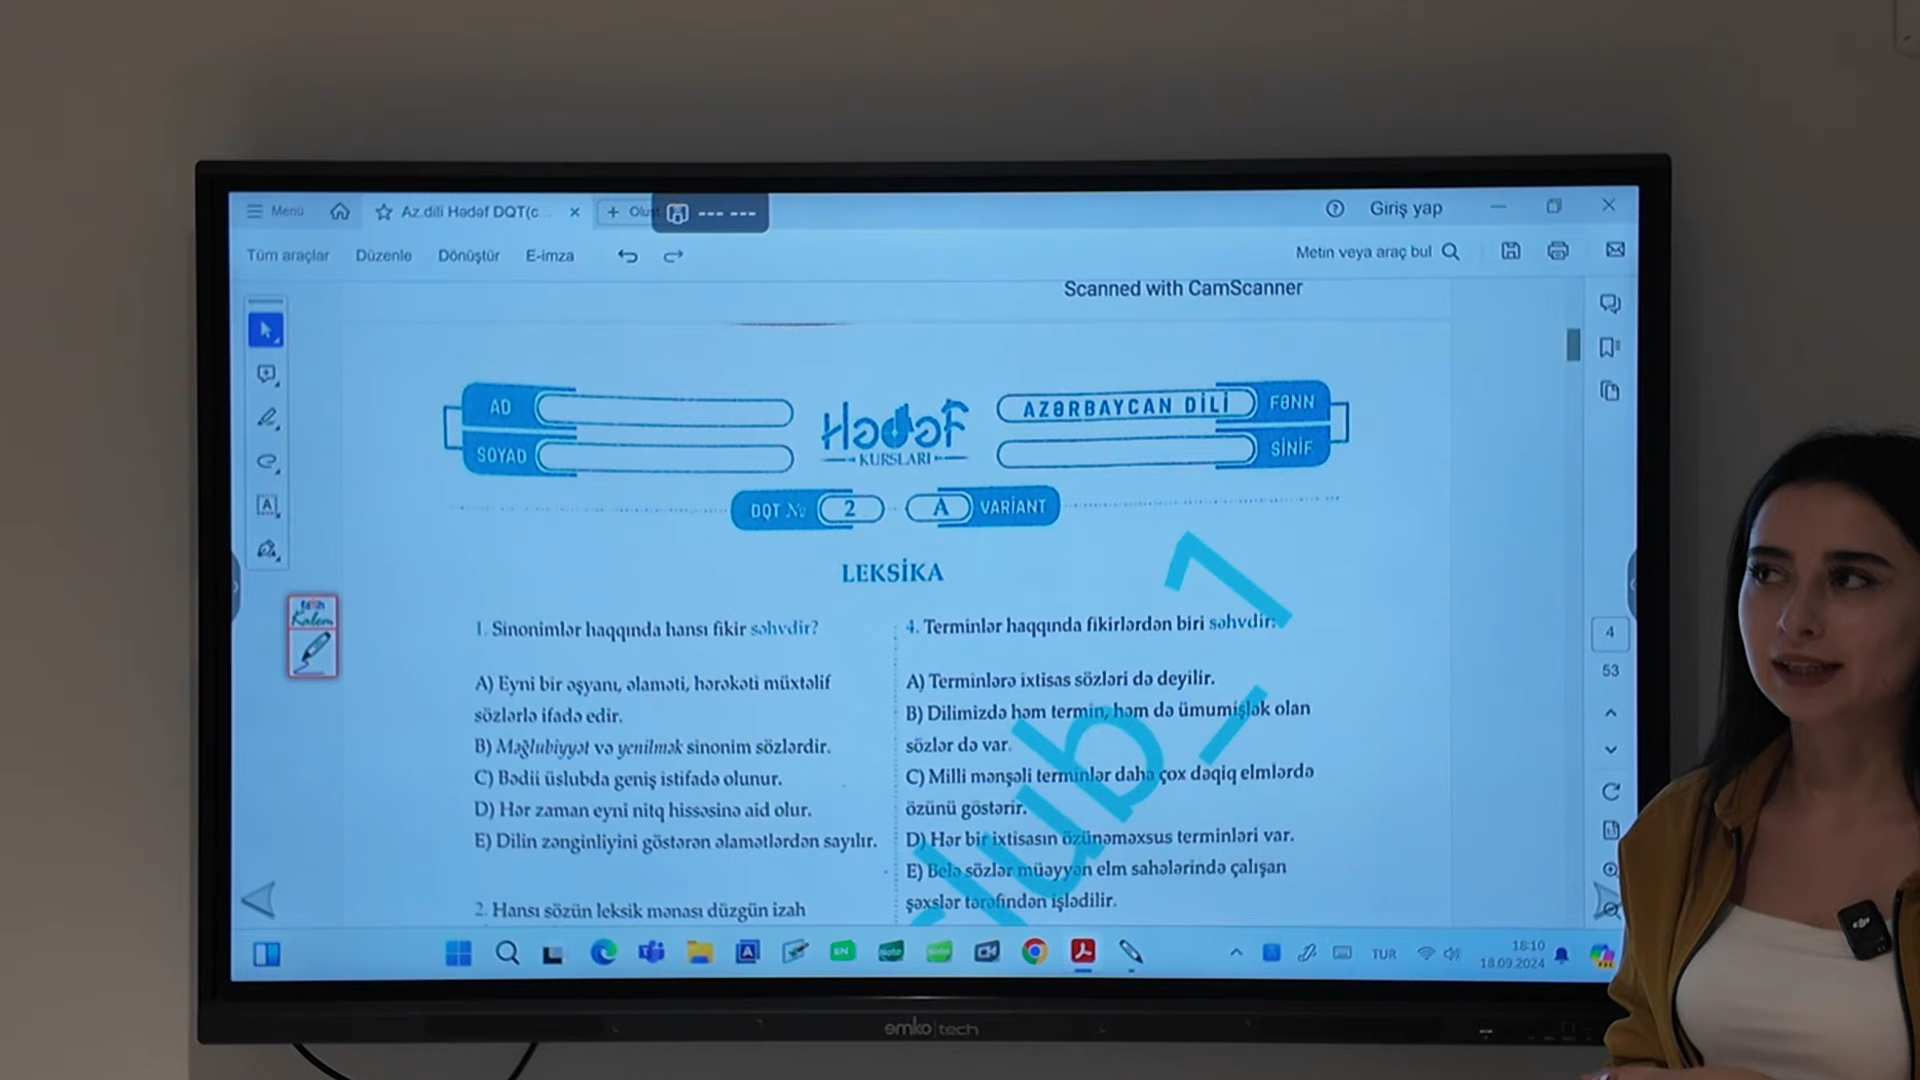 Menü
Az.dili Hədəf DQT(c...
Giriş yap
Tüm araçlar
Düzenle
Dönüştür
E-imza
Metin veya araç bul
Scanned with CamScanner
AD
SOYAD
Hədəf
KURSLARI
AZƏRBAYCAN DİLİ
FƏNN
SİNİF
DQT №
2
A
VARİANT
LEKSİKA
1. Sinonimlər haqqında hansı fikir səhvdir?
A) Eyni bir əşyanı, əlaməti, hərəkəti müxtəlif
sözlərlə ifadə edir.
B) Məğlubiyyət və yenilmək sinonim sözlərdir.
C) Bədii üslubda geniş istifadə olunur.
D) Hər zaman eyni nitq hissəsinə aid olur.
E) Dilin zənginliyini göstərən əlamətlərdən sayılır.
2. Hansı sözün leksik mənası düzgün izah
4. Terminlər haqqında fikirlərdən biri səhvdir:
A) Terminlərə ixtisas sözləri də deyilir.
B) Dilimizdə həm termin, həm də ümumişlək olan
sözlər də var.
C) Milli mənşəli terminlər daha çox dəqiq elmlərdə
özünü göstərir.
D) Hər bir ixtisasın özünəməxsus terminləri var.
E) Belə sözlər müəyyən elm sahələrində çalışan
şəxslər tərəfindən işlədilir.
Kalem
4
53
TUR
18:10
18.09.2024
emko tech